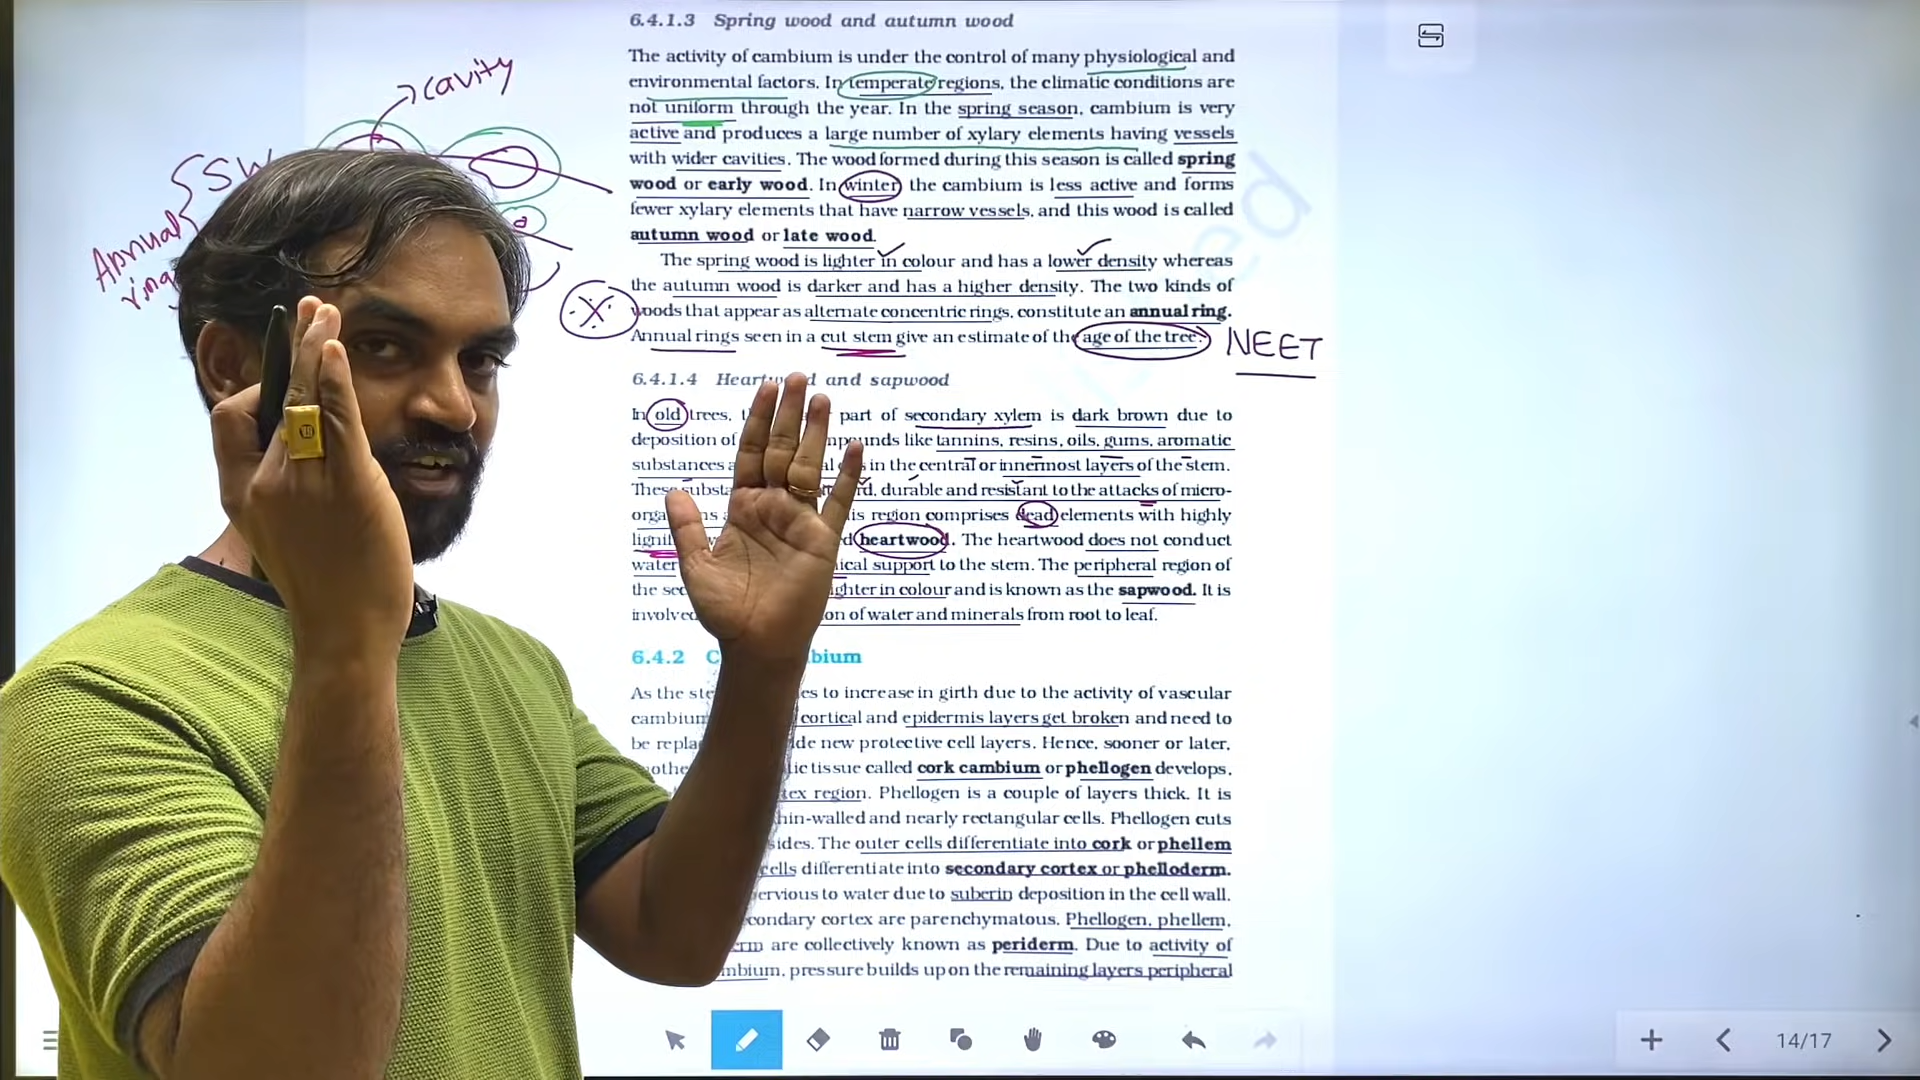 6.4.1.3 Spring wood and autumn wood
The activity of cambium is under the control of many physiological and
environmental factors. In temperate regions, the climatic conditions are
not uniform through the year. In the spring season, cambium is very
active and produces a large number of xylary elements having vessels
with wider cavities. The wood formed during this season is called spring
wood or early wood. In winter the cambium is less active and forms
fewer xylary elements that have narrow vessels, and this wood is called
autumn wood or late wood.
The spring wood is lighter in colour and has a lower density whereas
the autumn wood is darker and has a higher density. The two kinds of
woods that appear as alternate concentric rings, constitute an annual ring.
Annual rings seen in a cut stem give an estimate of the age of the tree.
NEET
cavity
SW
Annual
ring
6.4.1.4 Heartwood and sapwood
In old trees, part of secondary xylem is dark brown due to
deposition of compounds like tannins, resins, oils, gums, aromatic
substances in the central or innermost layers of the stem.
These durable and resistant to the attacks of micro-
is region comprises dead elements with highly
heartwood. The heartwood does not conduct
water support to the stem. The peripheral region of
the lighter in colour and is known as the sapwood. It is
involved of water and minerals from root to leaf.
6.4.2 C bium
As the to increase in girth due to the activity of vascular
cambium cortical and epidermis layers get broken and need to
be new protective cell layers. Hence, sooner or later,
tissue called cork cambium or phellogen develops,
region. Phellogen is a couple of layers thick. It is
thin-walled and nearly rectangular cells. Phellogen cuts
sides. The outer cells differentiate into cork or phellem
cells differentiate into secondary cortex or phelloderm.
to water due to suberin deposition in the cell wall.
cortex are parenchymatous. Phellogen, phellem,
are collectively known as periderm. Due to activity of
pressure builds up on the remaining layers peripheral
14/17